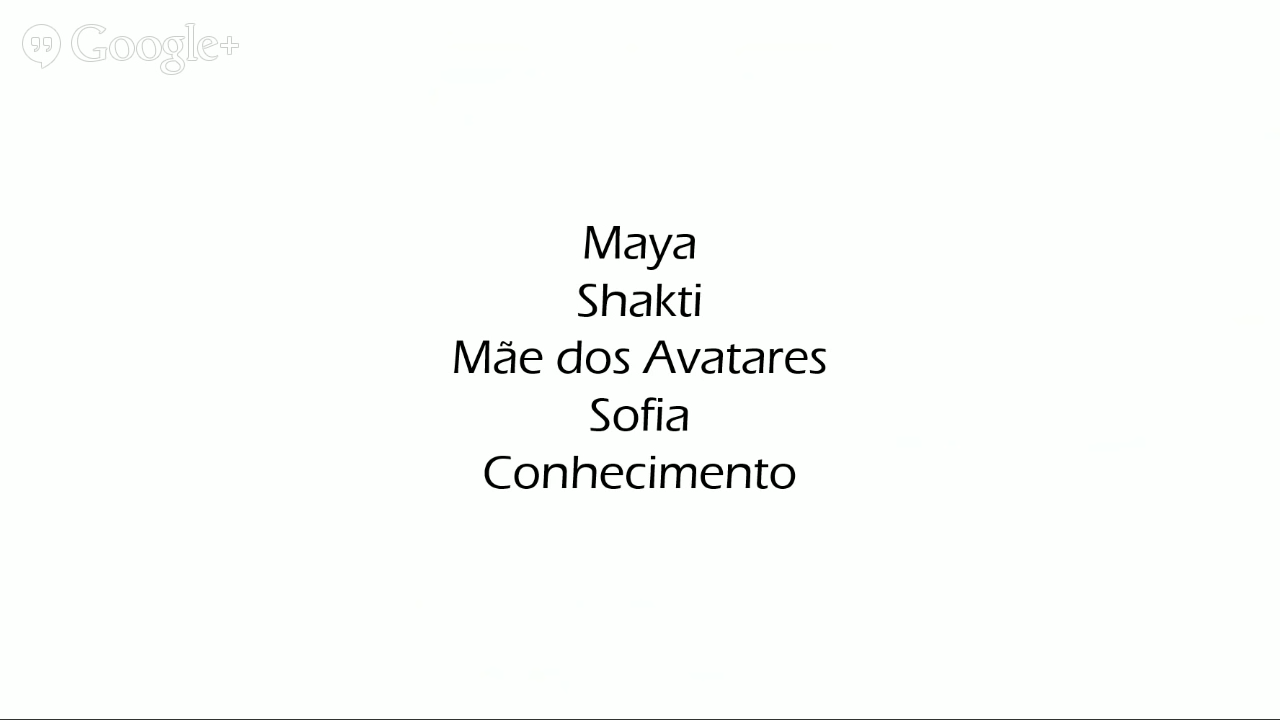 Google+
Maya
Shakti
Mãe dos Avatares
Sofia
Conhecimento